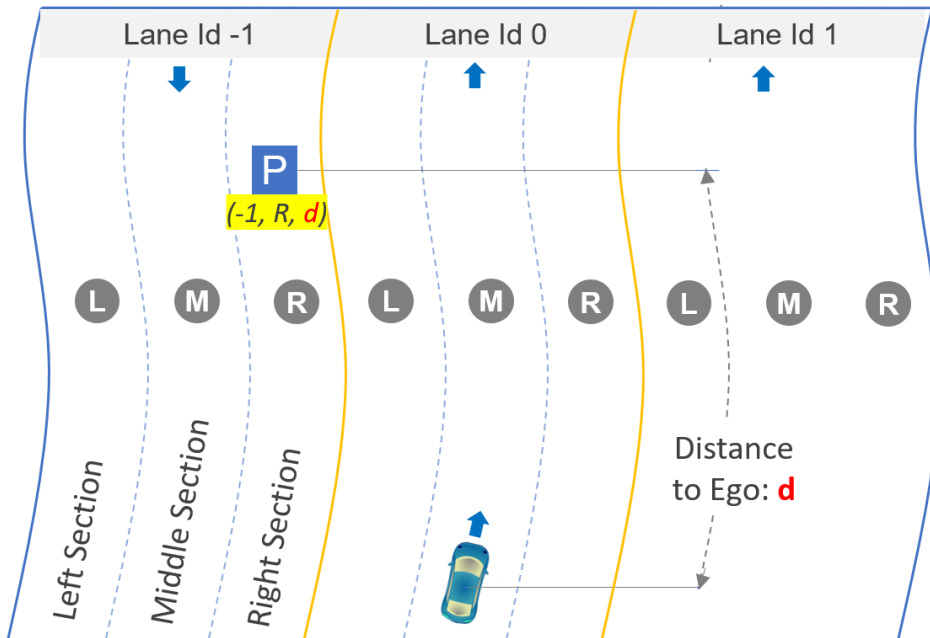 Lane Id -1
Lane Id 0
Lane Id 1
P
(-1, R, d)
L
M
R
L
M
R
L
M
R
Left Section
Middle Section
Right Section
Distance
to Ego: d